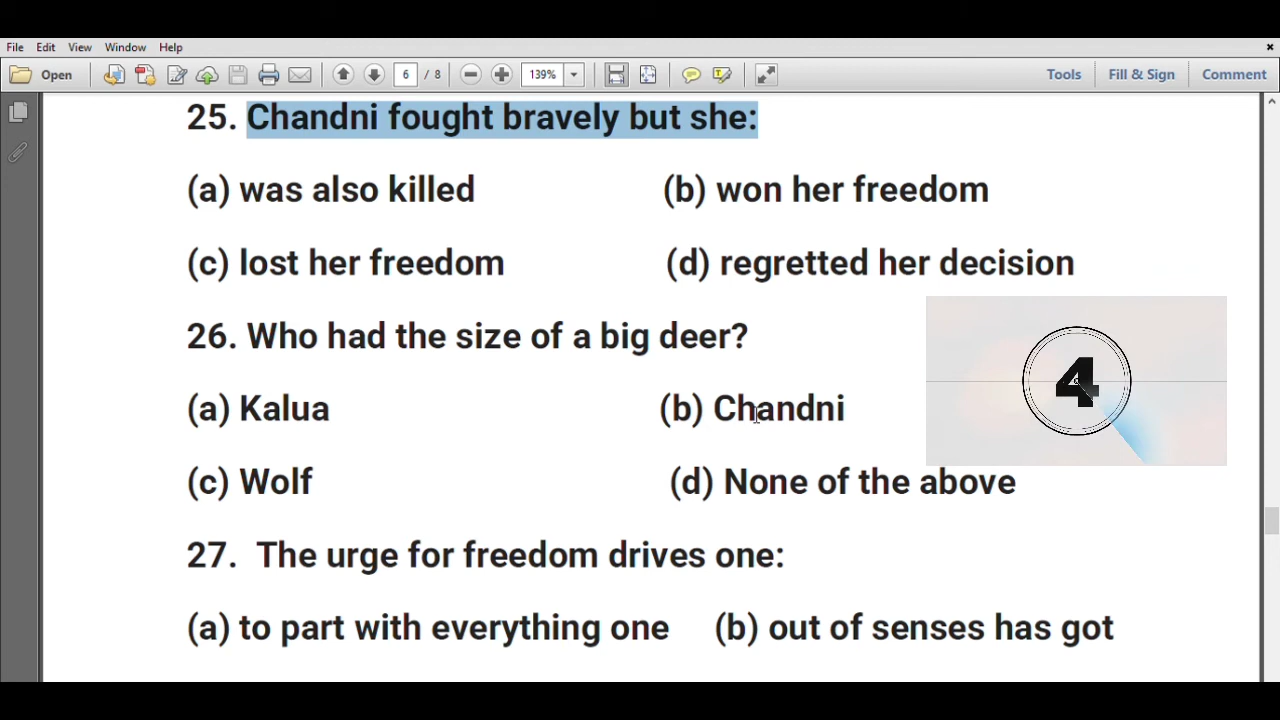 File Edit View Window Help
Open 6 / 8 139% Tools Fill & Sign Comment
25. Chandni fought bravely but she:
(a) was also killed (b) won her freedom
(c) lost her freedom (d) regretted her decision
26. Who had the size of a big deer?
4
(a) Kalua (b) Chandni
(c) Wolf (d) None of the above
27. The urge for freedom drives one:
(a) to part with everything one (b) out of senses has got